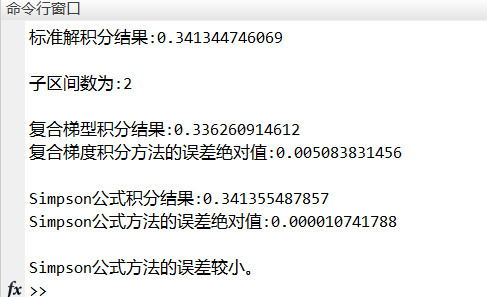 命令行窗口
标准解积分结果:0.341344746069
子区间数为:2
复合梯型积分结果:0.336260914612
复合梯度积分方法的误差绝对值:0.005083831456
Simpson公式积分结果:0.341355487857
Simpson公式方法的误差绝对值:0.000010741788
Simpson公式方法的误差较小。
fx >>